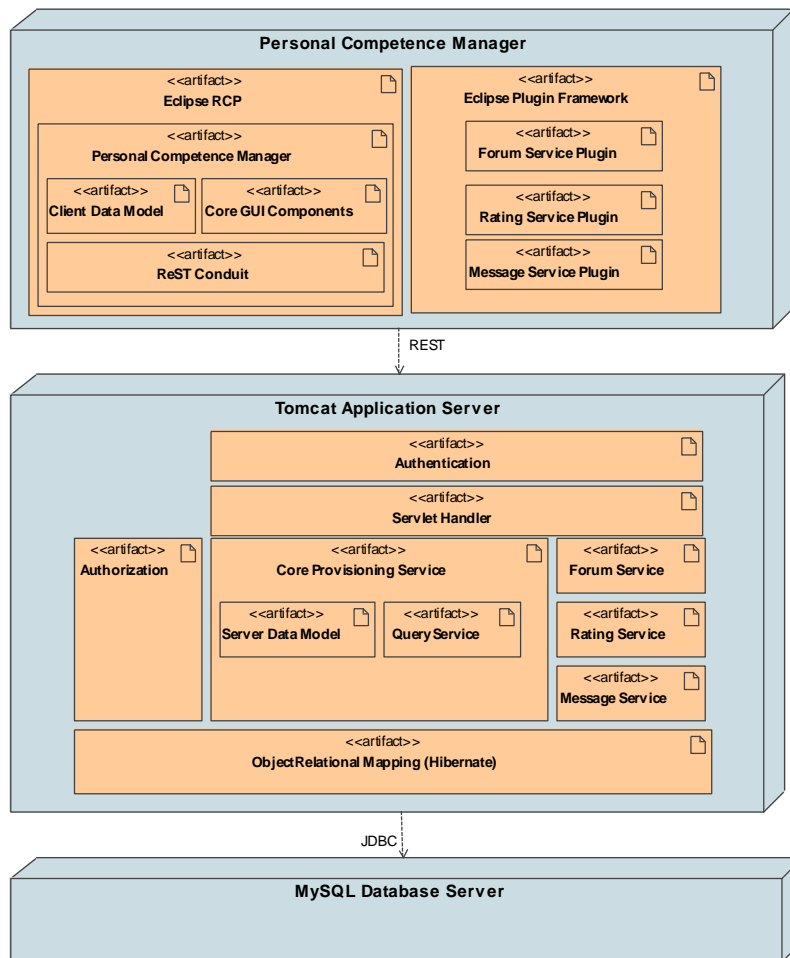 Personal Competence Manager
<<artifact>>
Eclipse RCP
<<artifact>>
Personal Competence Manager
<<artifact>>
Client Data Model
<<artifact>>
Core GUI Components
<<artifact>>
ReST Conduit
<<artifact>>
Eclipse Plugin Framework
<<artifact>>
Forum Service Plugin
<<artifact>>
Rating Service Plugin
<<artifact>>
Message Service Plugin
REST
Tomcat Application Server
<<artifact>>
Authentication
<<artifact>>
Servlet Handler
<<artifact>>
Authorization
<<artifact>>
Core Provisioning Service
<<artifact>>
Server Data Model
<<artifact>>
Query Service
<<artifact>>
Forum Service
<<artifact>>
Rating Service
<<artifact>>
Message Service
<<artifact>>
ObjectRelational Mapping (Hibernate)
JDBC
MySQL Database Server